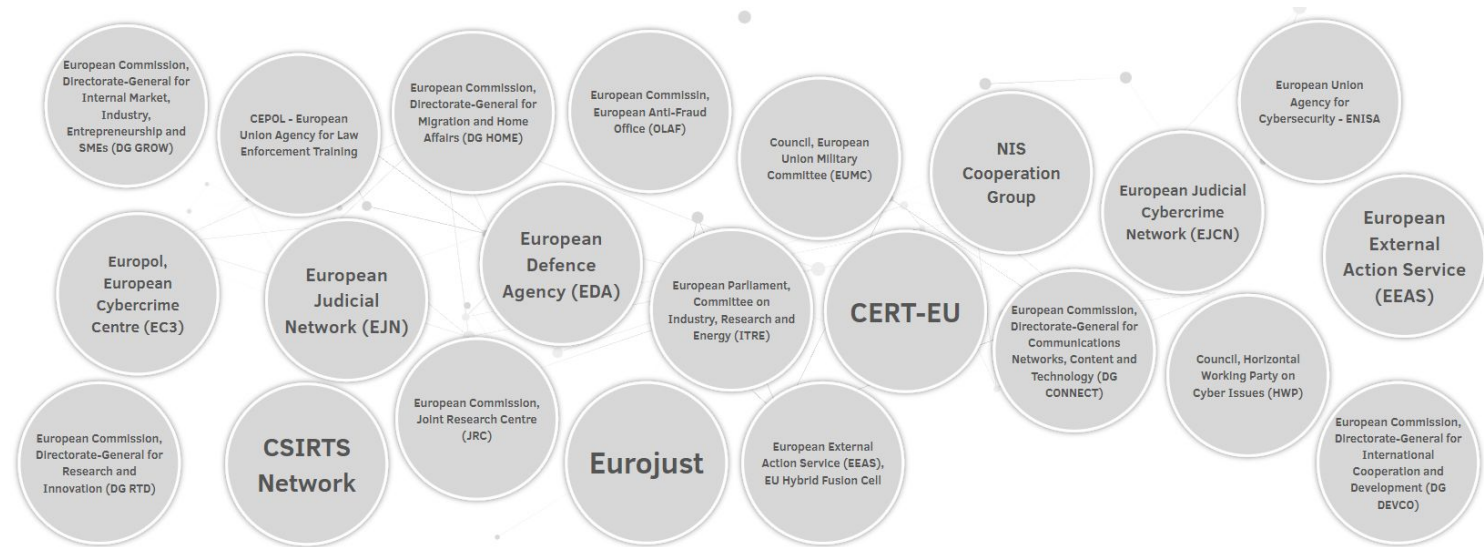 European Commission,
Directorate-General for
Internal Market,
Industry,
Entrepreneurship and
SMEs (DG GROW)
CEPOL - European
Union Agency for Law
Enforcement Training
European Commission,
Directorate-General for
Migration and Home
Affairs (DG HOME)
European Commissin,
European Anti-Fraud
Office (OLAF)
Council, European
Union Military
Committee (EUMC)
NIS
Cooperation
Group
European Judicial
Cybercrime
Network (EJCN)
European Union
Agency for
Cybersecurity - ENISA
Europol,
European
Cybercrime
Centre (EC3)
European
Judicial
Network (EJN)
European
Defence
Agency (EDA)
European Parliament,
Committee on
Industry, Research and
Energy (ITRE)
CERT-EU
European Commission,
Directorate-General for
Communications
Networks, Content and
Technology (DG
CONNECT)
Council, Horizontal
Working Party on
Cyber Issues (HWP)
European
External
Action Service
(EEAS)
European Commission,
Directorate-General for
Research and
Innovation (DG RTD)
CSIRTS
Network
European Commission,
Joint Research Centre
(JRC)
Eurojust
European External
Action Service (EEAS),
EU Hybrid Fusion Cell
European Commission,
Directorate-General for
International
Cooperation and
Development (DG
DEVCO)